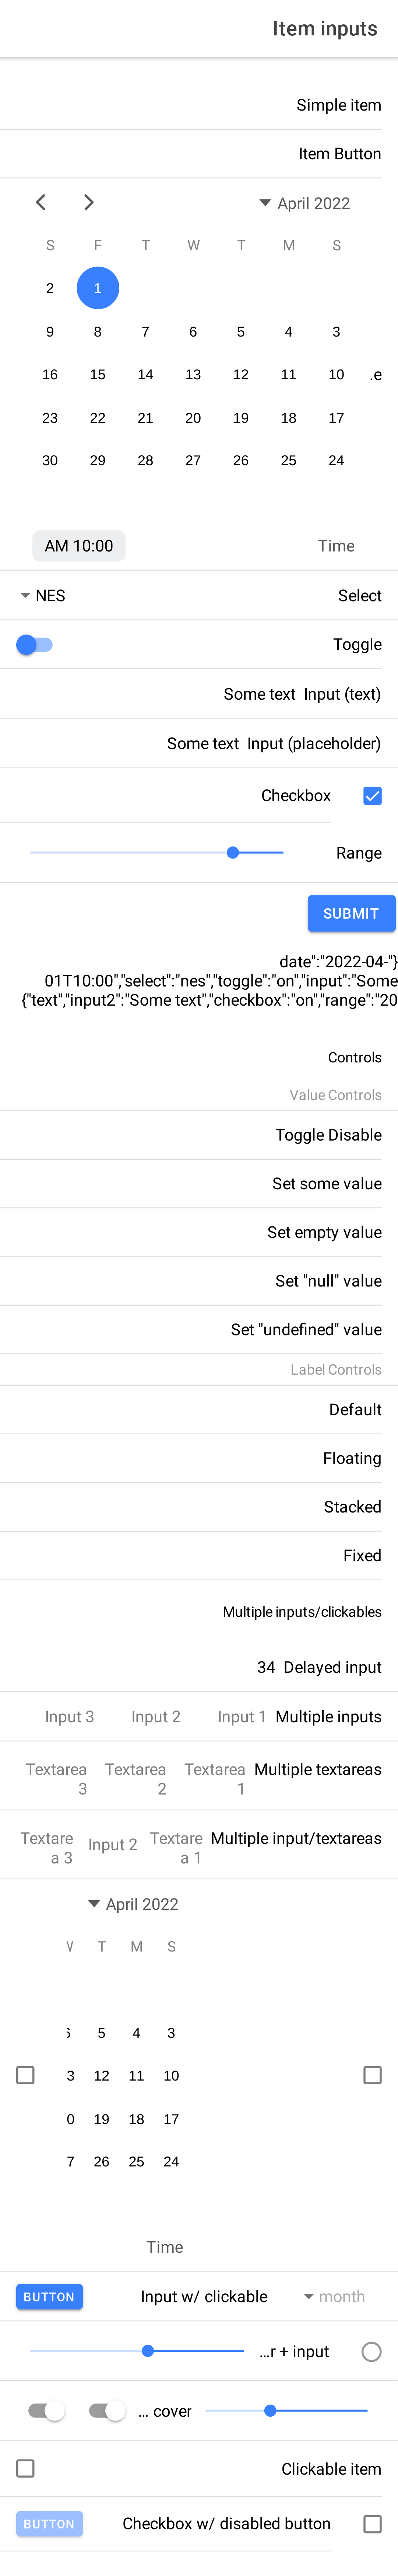 Item inputs
Simple item
Item Button
April 2022
S M T W T F S
1 2
3 4 5 6 7 8 9
.e 10 11 12 13 14 15 16
17 18 19 20 21 22 23
24 25 26 27 28 29 30
Time AM 10:00
Select NES
Toggle
Input (text) Some text
Input (placeholder) Some text
Checkbox
Range
SUBMIT
date":"2022-04-"}
01T10:00","select":"nes","toggle":"on","input":"Some
{"text","input2":"Some text","checkbox":"on","range":"20
Controls
Value Controls
Toggle Disable
Set some value
Set empty value
Set "null" value
Set "undefined" value
Label Controls
Default
Floating
Stacked
Fixed
Multiple inputs/clickables
Delayed input 34
Multiple inputs Input 1 Input 2 Input 3
Multiple textareas Textarea 1 Textarea 2 Textarea 3
Multiple input/textareas Textare a 1 Input 2 Textare a 3
April 2022
S M T W
3 4 5 6
10 11 12 3
17 18 19 0
24 25 26 7
Time
month Input w/ clickable BUTTON
...r + input
... cover
Clickable item
Checkbox w/ disabled button BUTTON